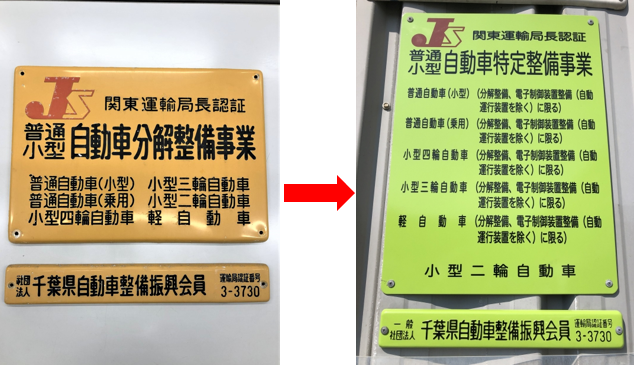 JS
関東運輸局長認証
普通
小型 自動車分解整備事業
普通自動車(小型) 小型三輪自動車
普通自動車(乗用) 小型二輪自動車
小型四輪自動車 軽自動車
社団
法人 千葉県自動車整備振興会員 運輸局認証番号
3-3730
JS
関東運輸局長認証
普通
小型 自動車特定整備事業
普通自動車(小型) (分解整備、電子制御装置整備(自動
運行装置を除く)に限る)
普通自動車(乗用) (分解整備、電子制御装置整備(自動
運行装置を除く)に限る)
小型四輪自動車 (分解整備、電子制御装置整備(自動
運行装置を除く)に限る)
小型三輪自動車 (分解整備、電子制御装置整備(自動
運行装置を除く)に限る)
軽自動車 (分解整備、電子制御装置整備(自動
運行装置を除く)に限る)
小型二輪自動車
一般
社団法人 千葉県自動車整備振興会員 運輸局認証番号
3-3730